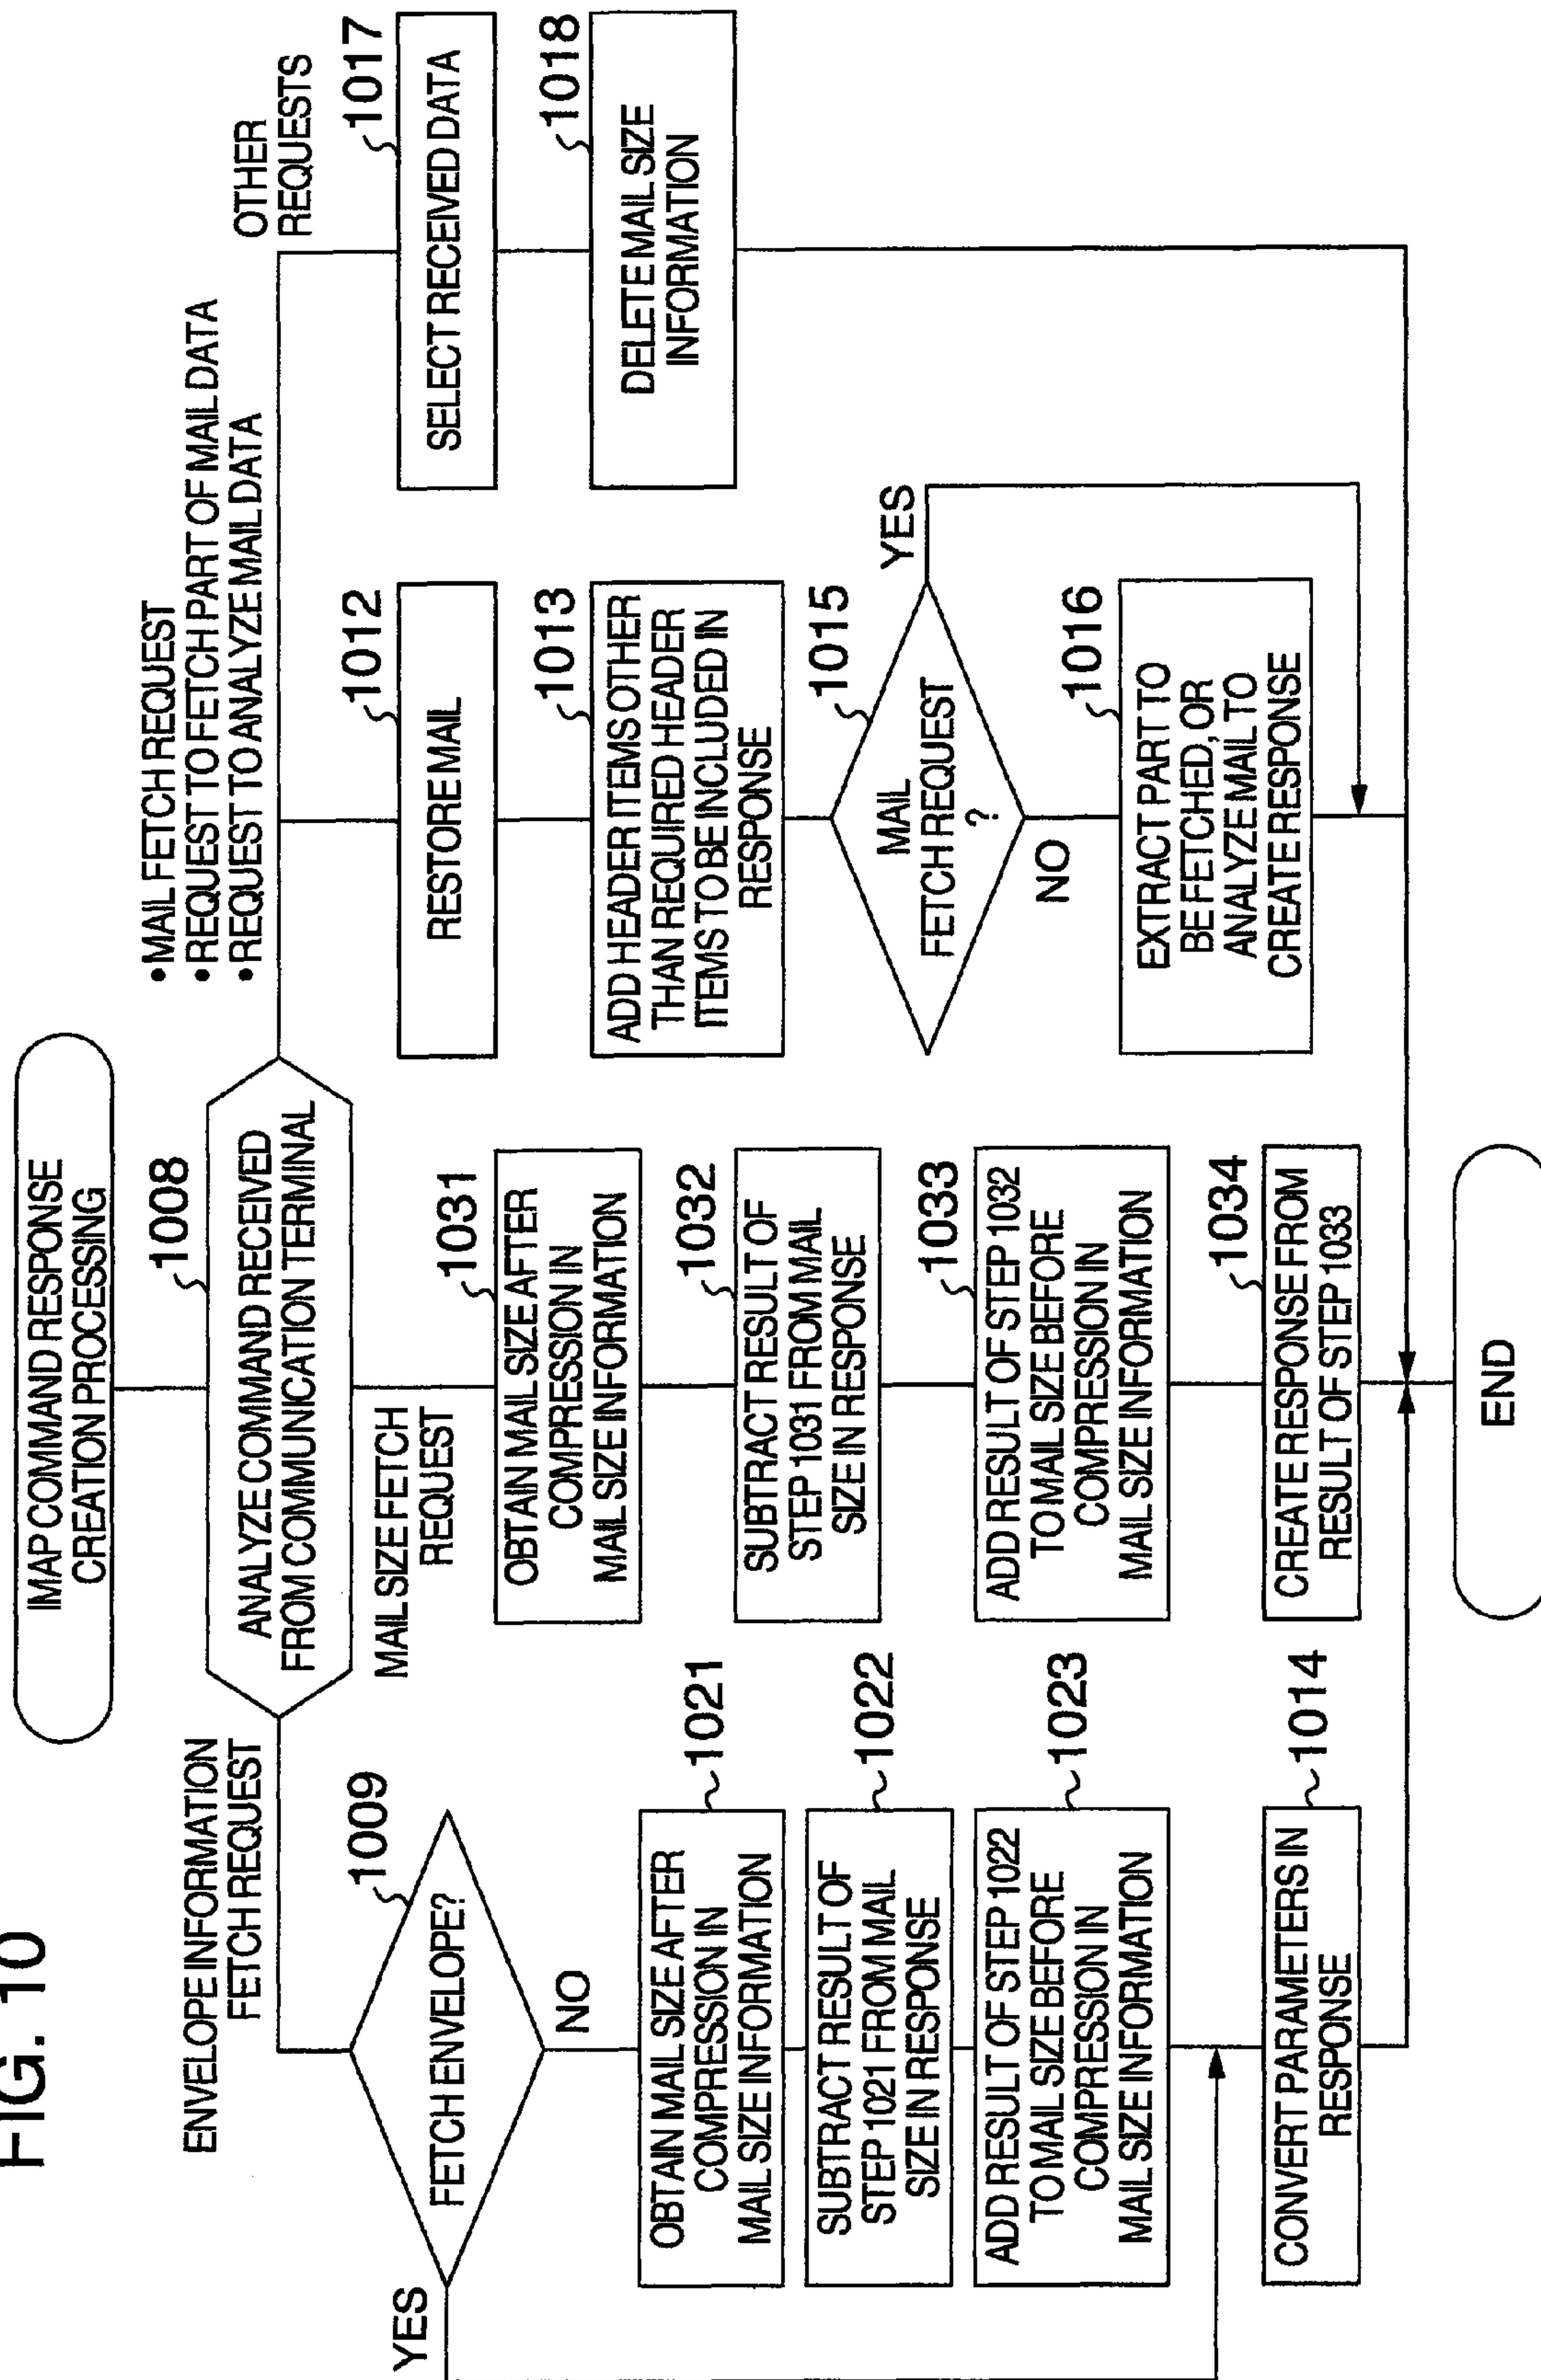 FIG. 10
IMAP COMMAND RESPONSE
CREATION PROCESSING
1008
ANALYZE COMMAND RECEIVED
FROM COMMUNICATION TERMINAL
ENVELOPE INFORMATION
FETCH REQUEST
1009
FETCH ENVELOPE?
YES
NO
OBTAIN MAIL SIZE AFTER
COMPRESSION IN
MAIL SIZE INFORMATION
1021
SUBTRACT RESULT OF
STEP 1021 FROM MAIL
SIZE IN RESPONSE
1022
ADD RESULT OF STEP 1022
TO MAIL SIZE BEFORE
COMPRESSION IN
MAIL SIZE INFORMATION
1023
CONVERT PARAMETERS IN
RESPONSE
1014
MAIL SIZE FETCH
REQUEST
1031
OBTAIN MAIL SIZE AFTER
COMPRESSION IN
MAIL SIZE INFORMATION
1032
SUBTRACT RESULT OF
STEP 1031 FROM MAIL
SIZE IN RESPONSE
1033
ADD RESULT OF STEP 1032
TO MAIL SIZE BEFORE
COMPRESSION IN
MAIL SIZE INFORMATION
1034
CREATE RESPONSE FROM
RESULT OF STEP 1033
•MAIL FETCH REQUEST
•REQUEST TO FETCH PART OF MAIL DATA
•REQUEST TO ANALYZE MAIL DATA
1012
RESTORE MAIL
1013
ADD HEADER ITEMS OTHER
THAN REQUIRED HEADER
ITEMS TO BE INCLUDED IN
RESPONSE
1015
MAIL
FETCH REQUEST
?
YES
NO
1016
EXTRACT PART TO
BE FETCHED, OR
ANALYZE MAIL TO
CREATE RESPONSE
OTHER
REQUESTS
1017
SELECT RECEIVED DATA
1018
DELETE MAIL SIZE
INFORMATION
END